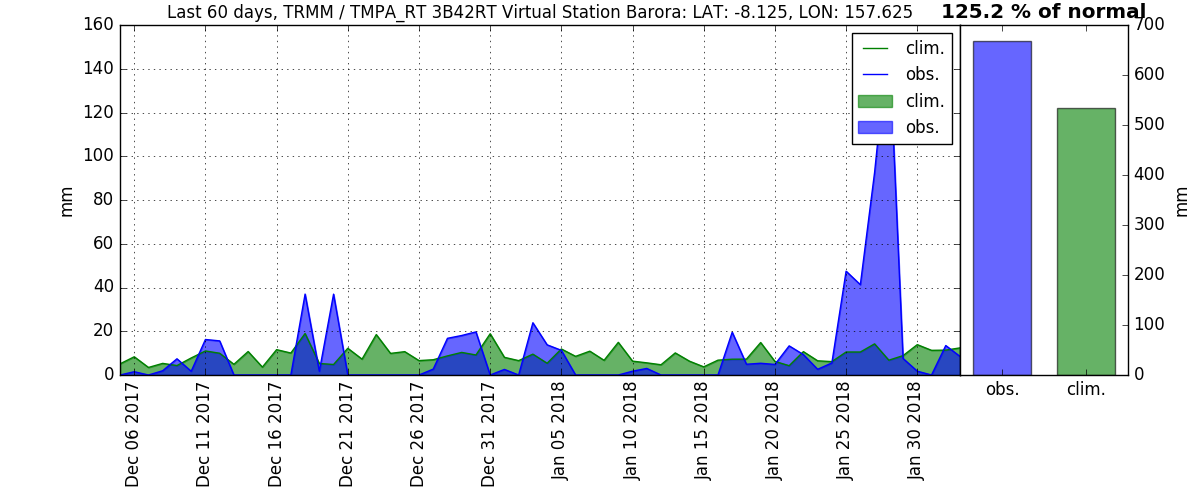 Last 60 days, TRMM / TMPA_RT 3B42RT Virtual Station Barora: LAT: -8.125, LON: 157.625
125.2 % of normal
160
140
120
100
80
60
40
20
0
mm
clim.
obs.
clim.
obs.
700
600
500
400
300
200
100
0
mm
Dec 06 2017
Dec 11 2017
Dec 16 2017
Dec 21 2017
Dec 26 2017
Dec 31 2017
Jan 05 2018
Jan 10 2018
Jan 15 2018
Jan 20 2018
Jan 25 2018
Jan 30 2018
obs.
clim.